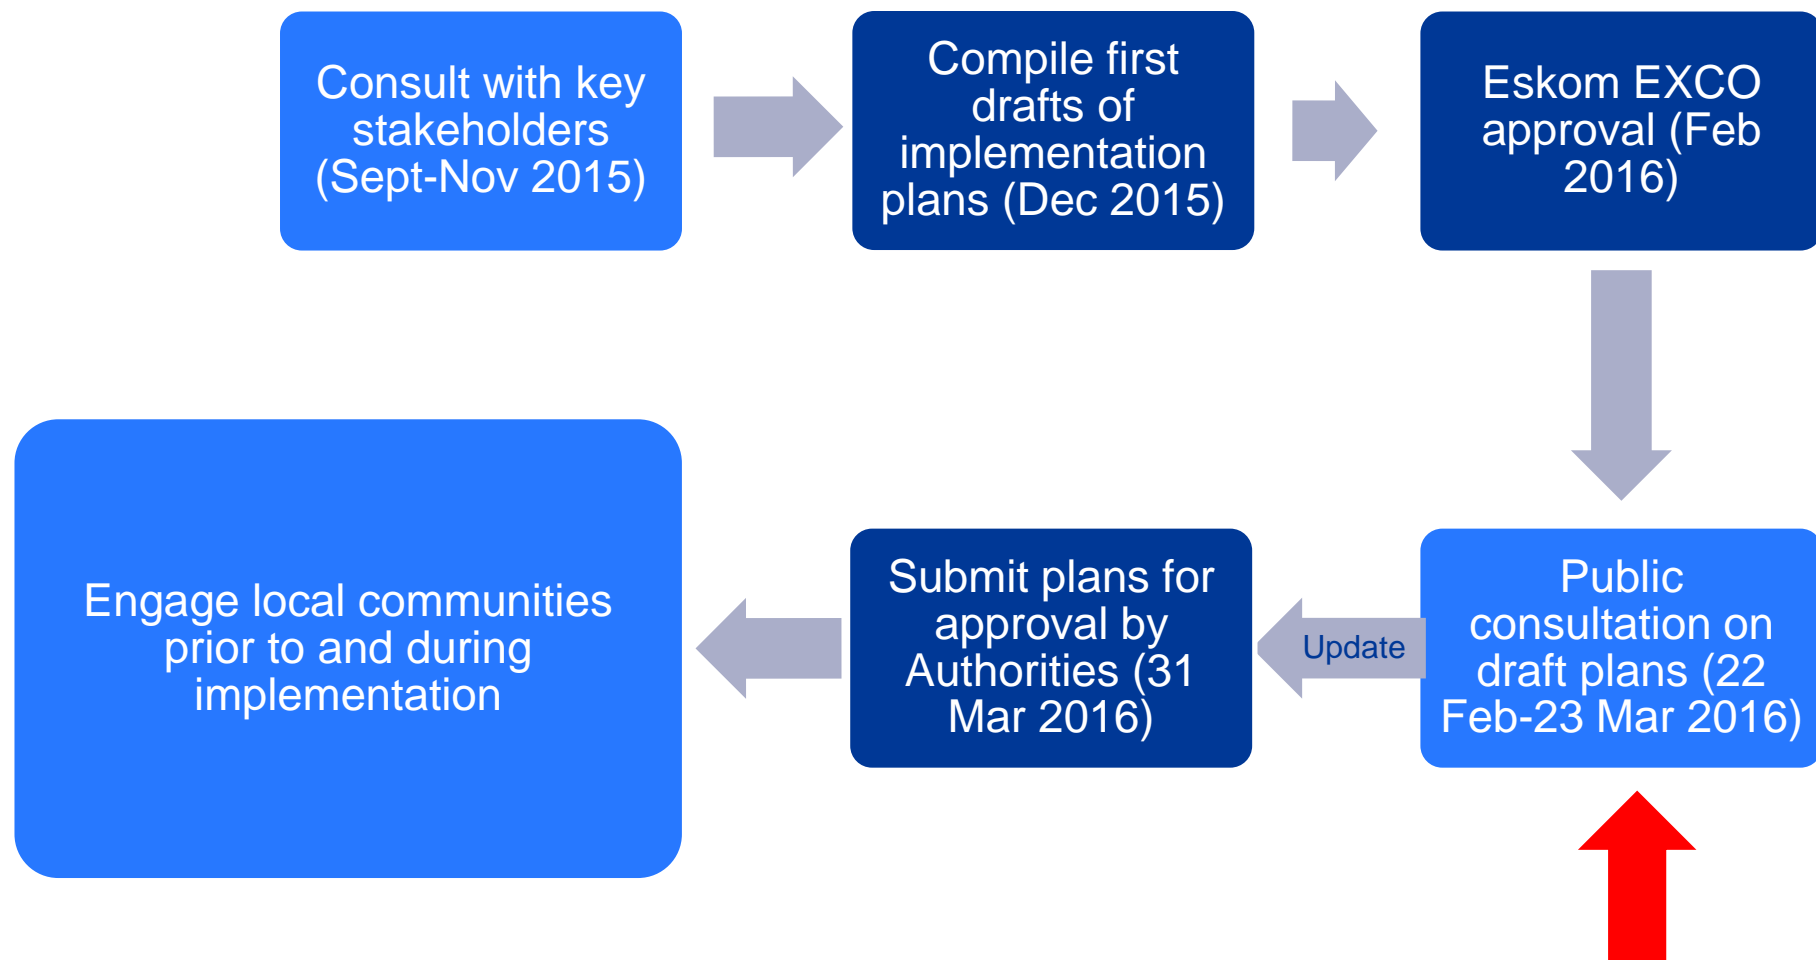 Consult with key
stakeholders
(Sept-Nov 2015)
Compile first
drafts of
implementation
plans (Dec 2015)
Eskom EXCO
approval (Feb
2016)
Public
consultation on
draft plans (22
Feb-23 Mar 2016)
Update
Submit plans for
approval by
Authorities (31
Mar 2016)
Engage local communities
prior to and during
implementation